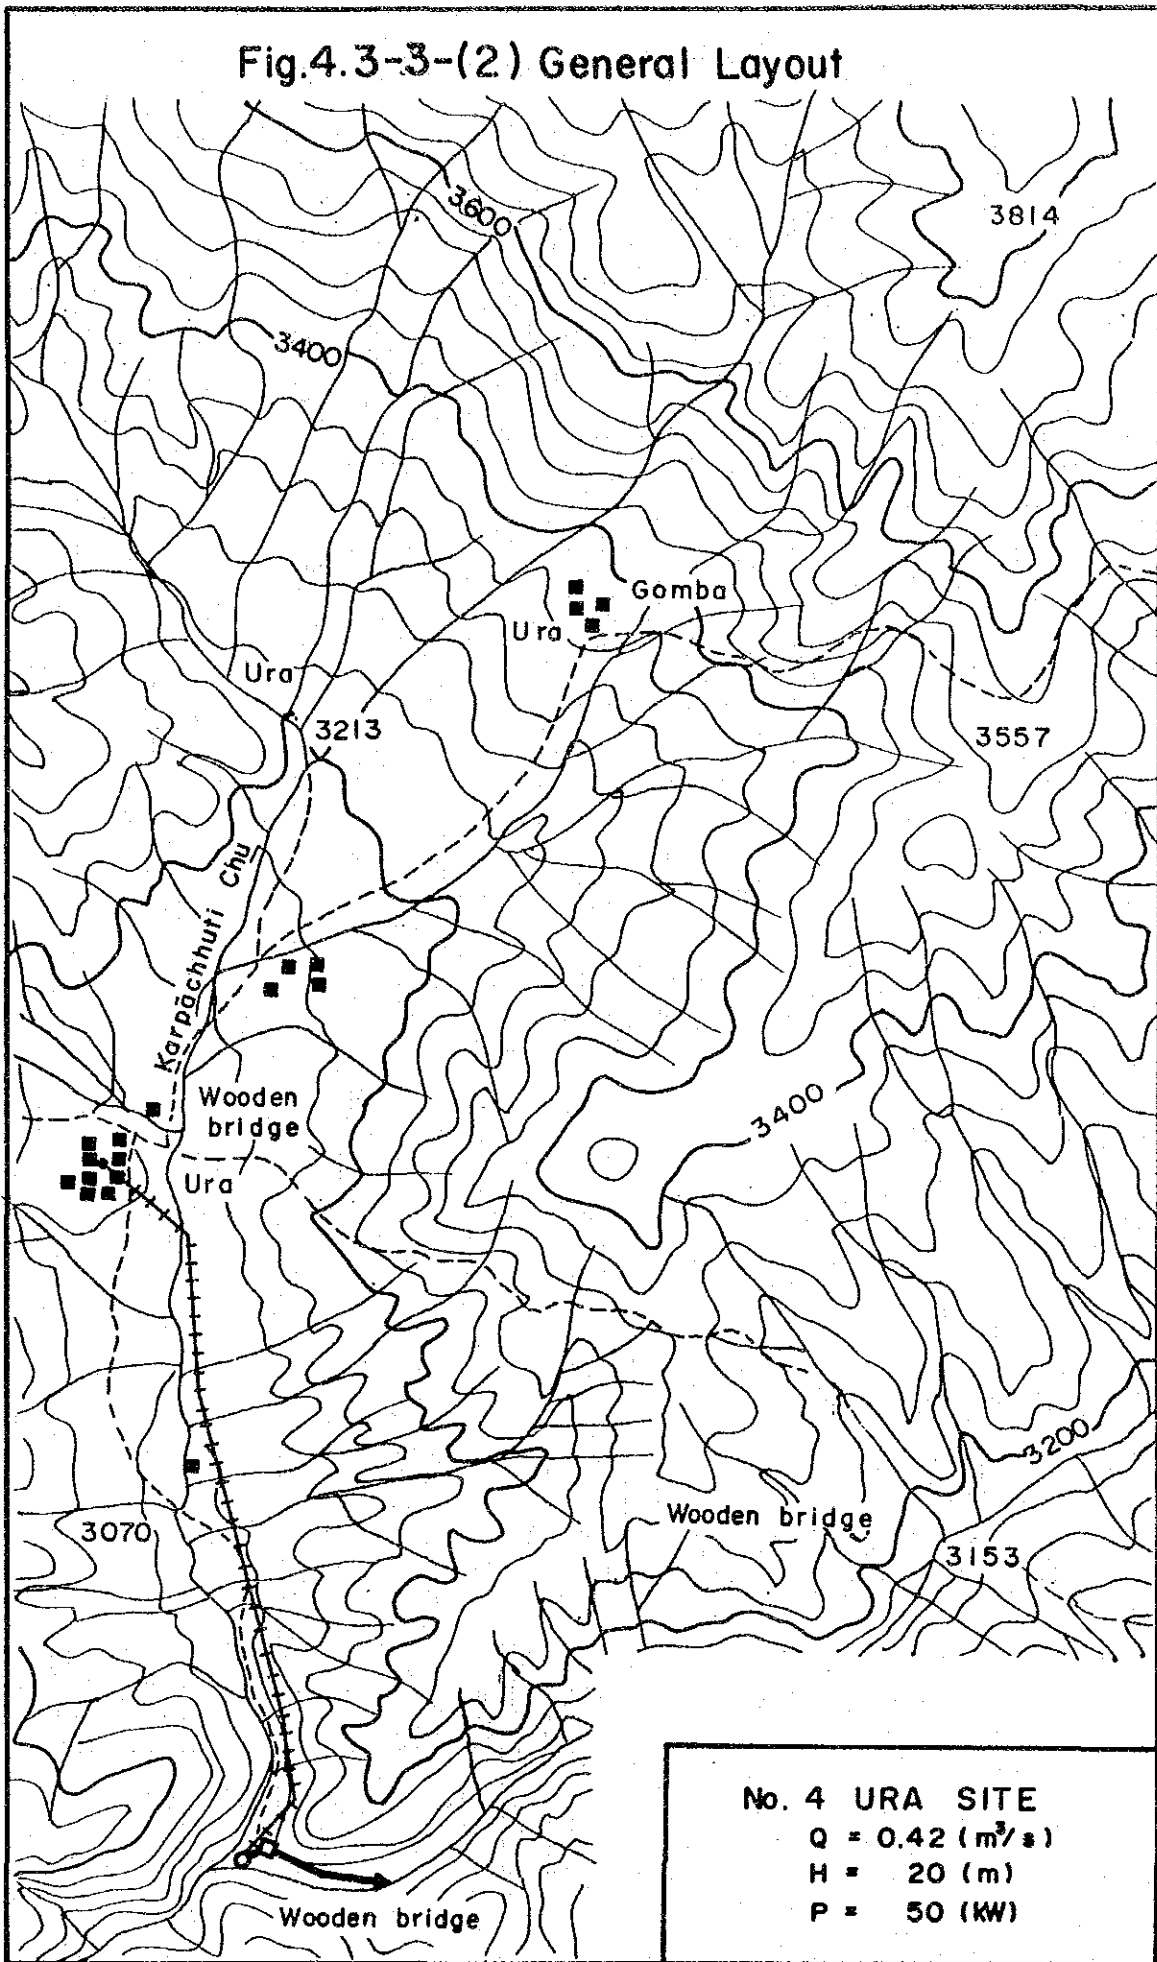 Fig.4.3-3-(2) General Layout
3600
3814
3400
Gomba
Ura
Ura
3213
3557
Karpāchhuti Chu
Wooden
bridge
3400
Ura
3200
Wooden bridge
3070
3153
Wooden bridge
No. 4 URA SITE
Q = 0.42 (m³/s)
H = 20 (m)
P = 50 (KW)